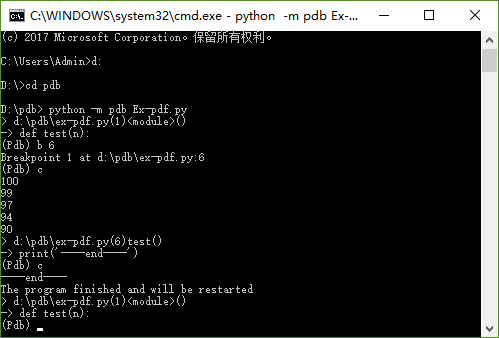 C:\WINDOWS\system32\cmd.exe - python  -m pdb Ex-...
(c) 2017 Microsoft Corporation。保留所有权利。
C:\Users\Admin>d:
D:\>cd pdb
D:\pdb> python -m pdb Ex-pdf.py
> d:\pdb\ex-pdf.py(1)<module>()
-> def test(n):
(Pdb) b 6
Breakpoint 1 at d:\pdb\ex-pdf.py:6
(Pdb) c
100
99
97
94
90
> d:\pdb\ex-pdf.py(6)test()
-> print('----end----')
(Pdb) c
----end----
The program finished and will be restarted
> d:\pdb\ex-pdf.py(1)<module>()
-> def test(n):
(Pdb)